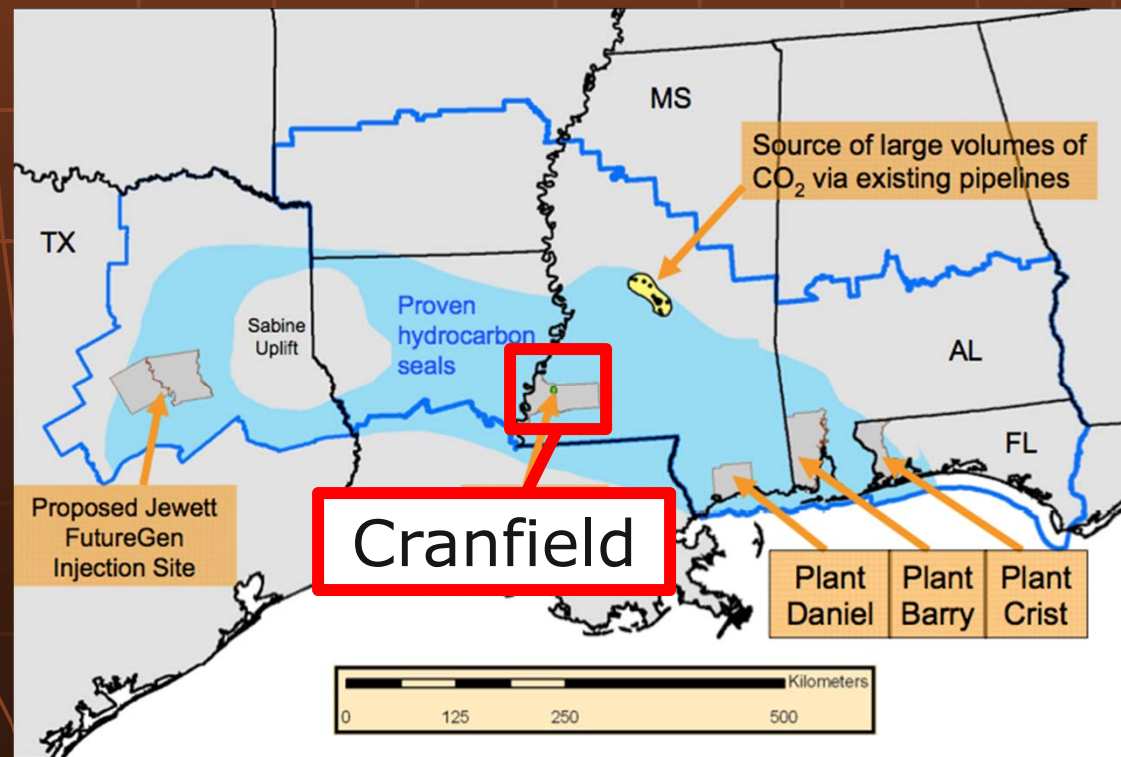 MS
Source of large volumes of
CO₂ via existing pipelines
TX
Proven
hydrocarbon
seals
Sabine
Uplift
AL
FL
Proposed Jewett
FutureGen
Injection Site
Cranfield
Plant
Daniel
Plant
Barry
Plant
Crist
Kilometers
0 125 250 500